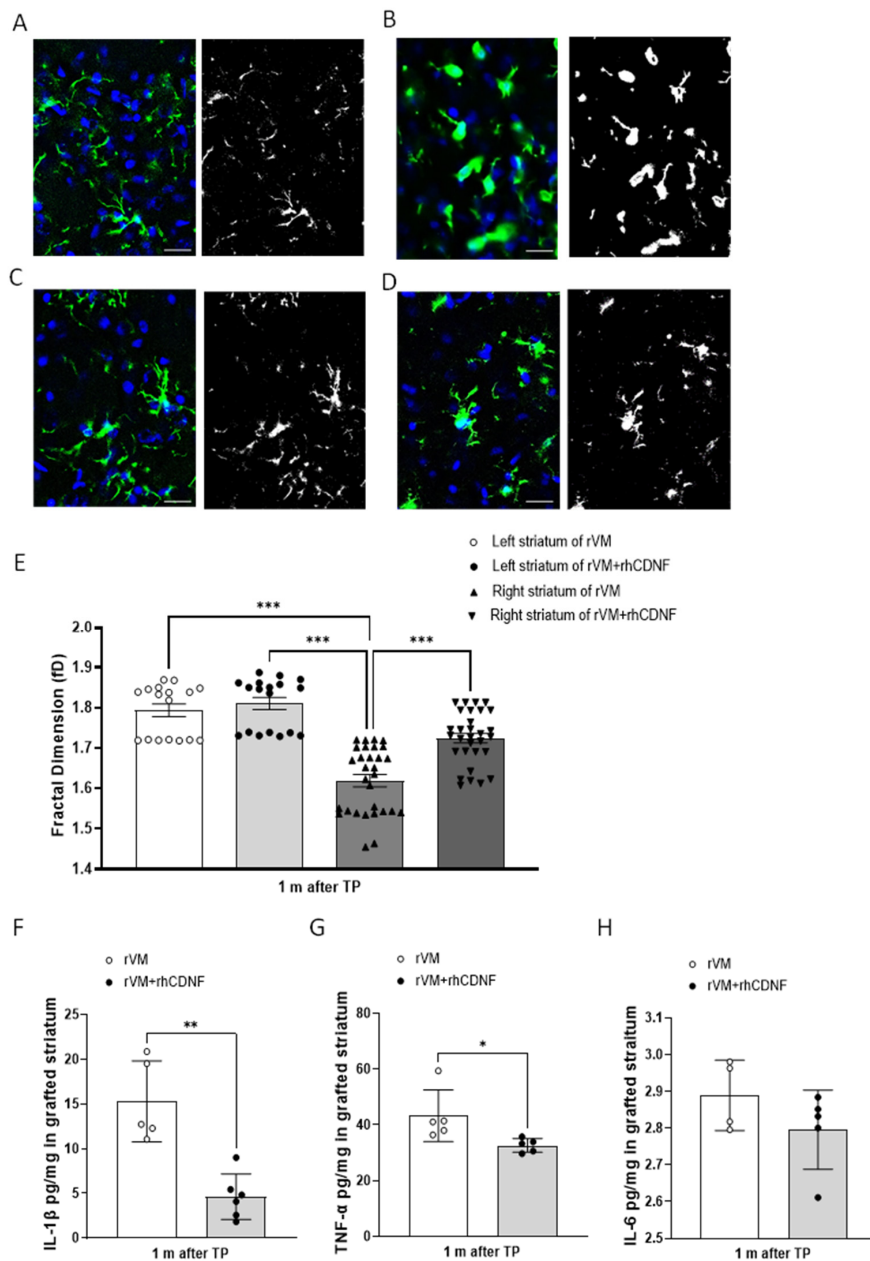 A
B
C
D
E
Left striatum of rVM
Left striatum of rVM+rhCDNF
Right striatum of rVM
Right striatum of rVM+rhCDNF
***
***
***
Fractal Dimension (fD)
2.0
1.9
1.8
1.7
1.6
1.5
1.4
1 m after TP
F
rVM
rVM+rhCDNF
**
IL-1β pg/mg in grafted striatum
25
20
15
10
5
0
1 m after TP
G
rVM
rVM+rhCDNF
*
TNF-α pg/mg in grafted striatum
80
60
40
20
0
1 m after TP
H
rVM
rVM+rhCDNF
IL-6 pg/mg in grafted straitum
3.1
3.0
2.9
2.8
2.7
2.6
2.5
1 m after TP